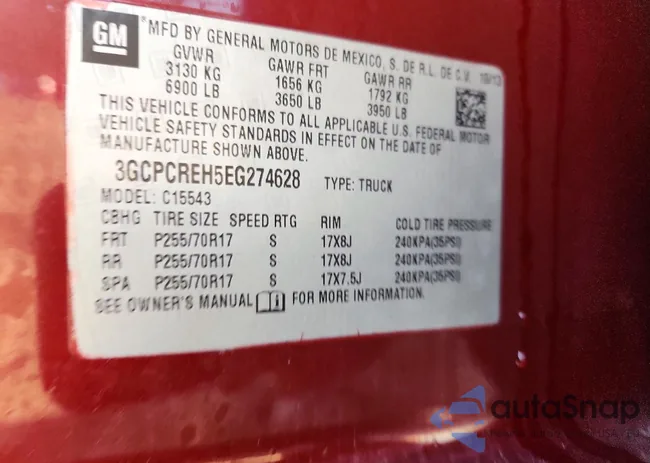 GM
MFD BY GENERAL MOTORS DE MEXICO, S. DE R.L. DE C.V. 10/13
GVWR GAWR FRT GAWR RR
3130 KG 1656 KG 1792 KG
6900 LB 3650 LB 3950 LB
THIS VEHICLE CONFORMS TO ALL APPLICABLE U.S. FEDERAL MOTOR
VEHICLE SAFETY STANDARDS IN EFFECT ON THE DATE OF
MANUFACTURE SHOWN ABOVE.
3GCPCREH5EG274628 TYPE: TRUCK
MODEL: C15543
CBHG TIRE SIZE SPEED RTG RIM COLD TIRE PRESSURE
FRT P255/70R17 S 17X8J 240KPA(35PSI)
RR P255/70R17 S 17X8J 240KPA(35PSI)
SPA P255/70R17 S 17X7.5J 240KPA(35PSI)
SEE OWNER'S MANUAL FOR MORE INFORMATION.
autoSnap